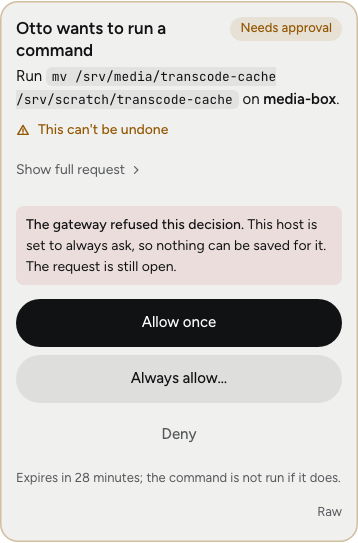 Otto wants to run a
command
Needs approval
Run mv /srv/media/transcode-cache
/srv/scratch/transcode-cache on media-box.
This can't be undone
Show full request
The gateway refused this decision. This host is
set to always ask, so nothing can be saved for it.
The request is still open.
Allow once
Always allow...
Deny
Expires in 28 minutes; the command is not run if it does.
Raw